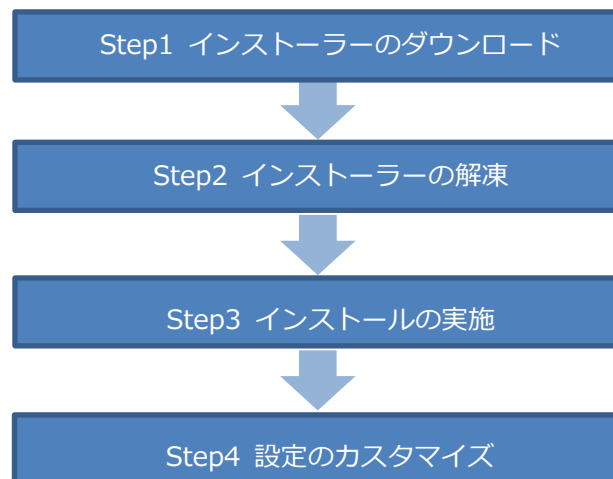 Step1 インストーラーのダウンロード
Step2 インストーラーの解凍
Step3 インストールの実施
Step4 設定のカスタマイズ